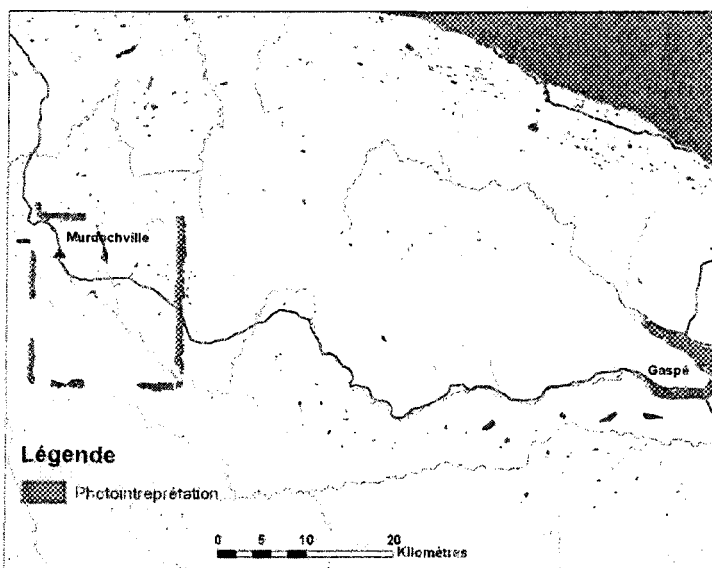 Murdochville
Gaspé
Légende
Photointreprétation
0 5 10 20
Kilomètres